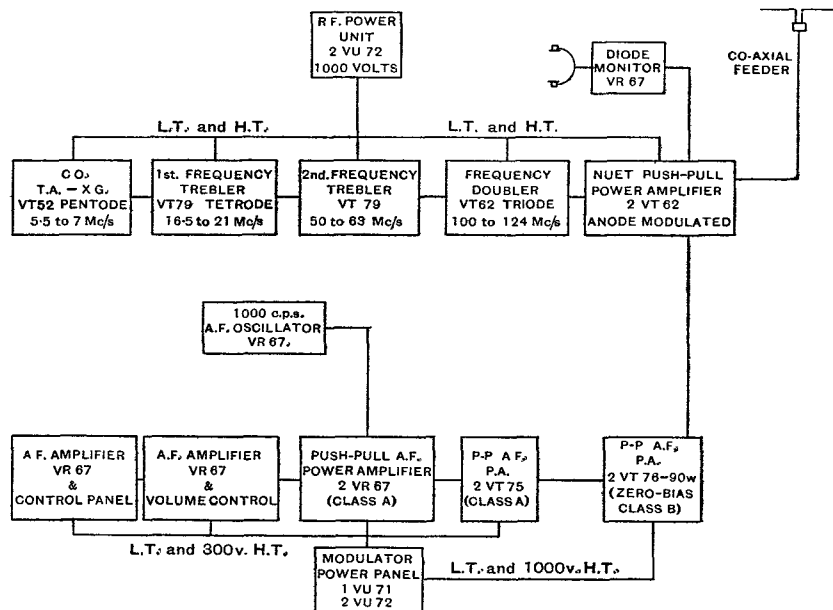 R F. POWER
UNIT
2 VU 72
1000 VOLTS
DIODE
MONITOR
VR 67
CO-AXIAL
FEEDER
L.T. and H.T.
L.T. and H.T.
C O.
T.A. – X G.
VT52 PENTODE
5·5 to 7 Mc/s
1st. FREQUENCY
TREBLER
VT79 TETRODE
16·5 to 21 Mc/s
2nd. FREQUENCY
TREBLER
VT 79
50 to 63 Mc/s
FREQUENCY
DOUBLER
VT62 TRIODE
100 to 124 Mc/s
NUET PUSH-PULL
POWER AMPLIFIER
2 VT 62
ANODE MODULATED
1000 c.p.s.
A.F. OSCILLATOR
VR 67.
A F. AMPLIFIER
VR 67
&
CONTROL PANEL
A.F. AMPLIFIER
VR 67
&
VOLUME CONTROL
PUSH-PULL A.F.
POWER AMPLIFIER
2 VR 67
(CLASS A)
P-P A F.
P.A.
2 VT 75
(CLASS A)
P-P A.F.
P.A.
2 VT 76-90w
(ZERO-BIAS
CLASS B)
L.T. and 300v. H.T.
MODULATOR
POWER PANEL
1 VU 71
2 VU 72
L.T. and 1000v. H.T.